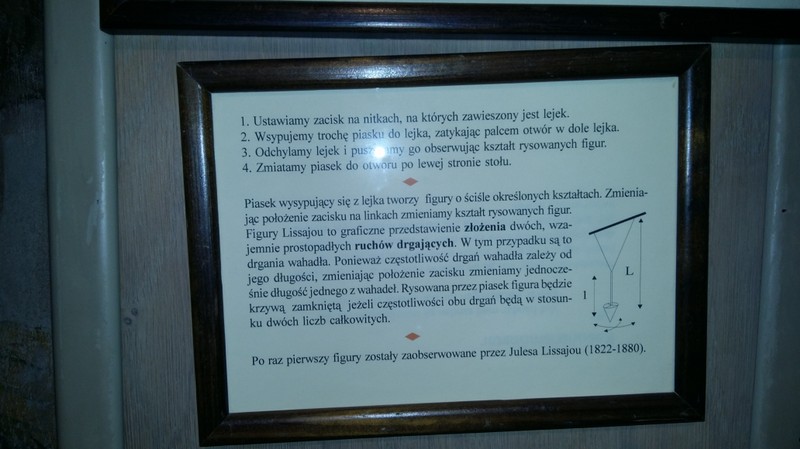 1. Ustawiamy zacisk na nitkach, na których zawieszony jest lejek.
2. Wsypujemy trochę piasku do lejka, zatykając palcem otwór w dole lejka.
3. Odchylamy lejek i puszczamy go obserwując kształt rysowanych figur.
4. Zmiatamy piasek do otworu po lewej stronie stołu.
Piasek wysypujący się z lejka tworzy figury o ściśle określonych kształtach. Zmienia-
jąc położenie zacisku na linkach zmieniamy kształt rysowanych figur.
Figury Lissajou to graficzne przedstawienie złożenia dwóch, wza-
jemnie prostopadłych ruchów drgających. W tym przypadku są to
drgania wahadła. Ponieważ częstotliwość drgań wahadła zależy od
jego długości, zmieniając położenie zacisku zmieniamy jednocze-
śnie długość jednego z wahadeł. Rysowana przez piasek figura będzie
krzywą zamkniętą jeżeli częstotliwości obu drgań będą w stosun-
ku dwóch liczb całkowitych.
L
l
Po raz pierwszy figury zostały zaobserwowane przez Julesa Lissajou (1822-1880).